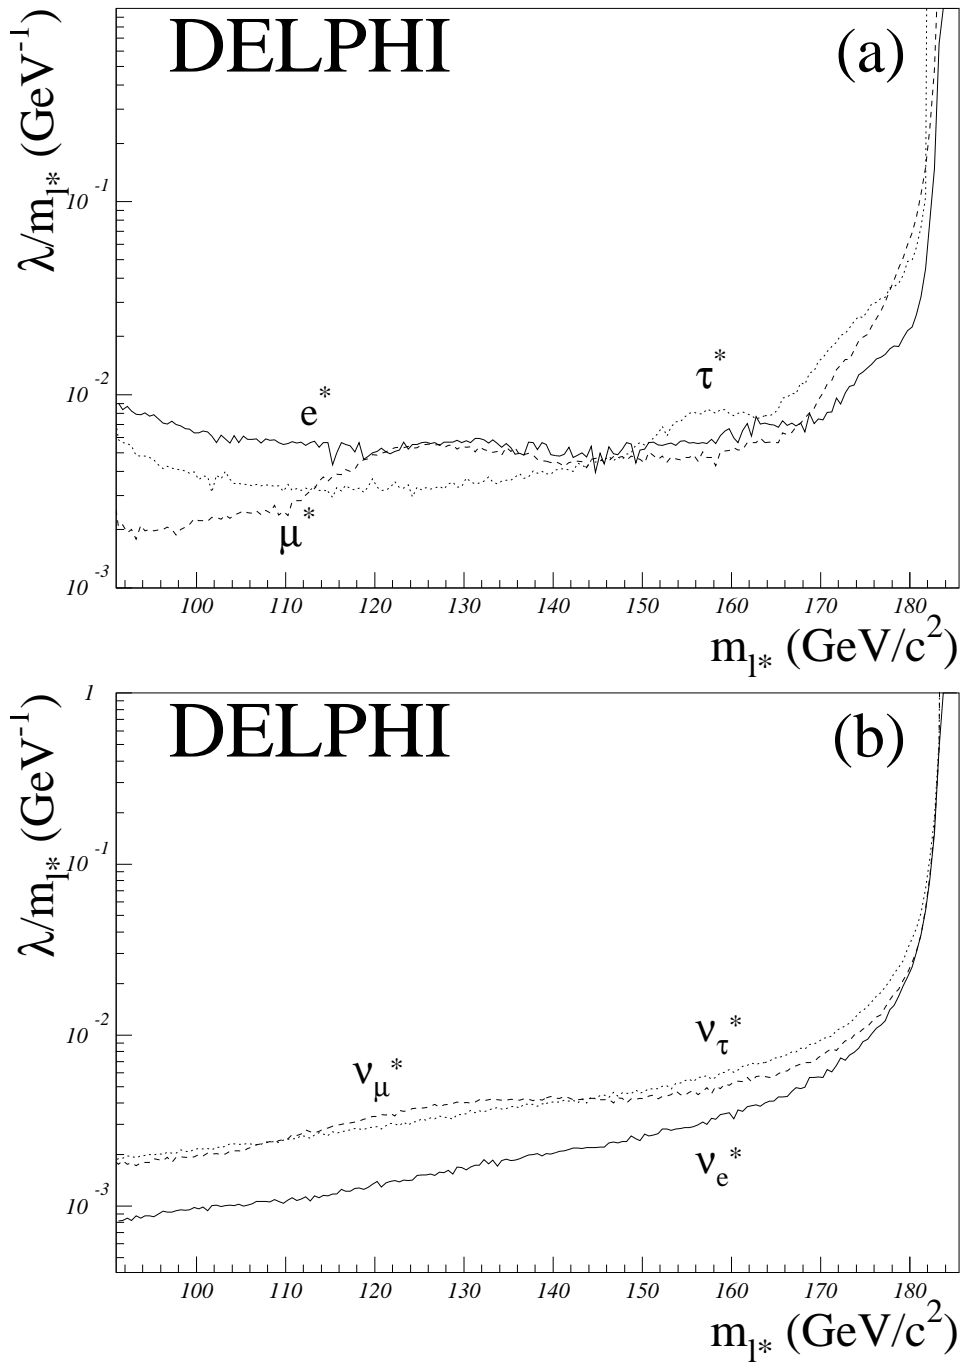 DELPHI
(a)
λ/m_l* (GeV^-1)
10^-1
10^-2
10^-3
e*
τ*
μ*
100 110 120 130 140 150 160 170 180
m_l* (GeV/c^2)
DELPHI
(b)
λ/m_l* (GeV^-1)
1
10^-1
10^-2
10^-3
ν_μ*
ν_τ*
ν_e*
100 110 120 130 140 150 160 170 180
m_l* (GeV/c^2)